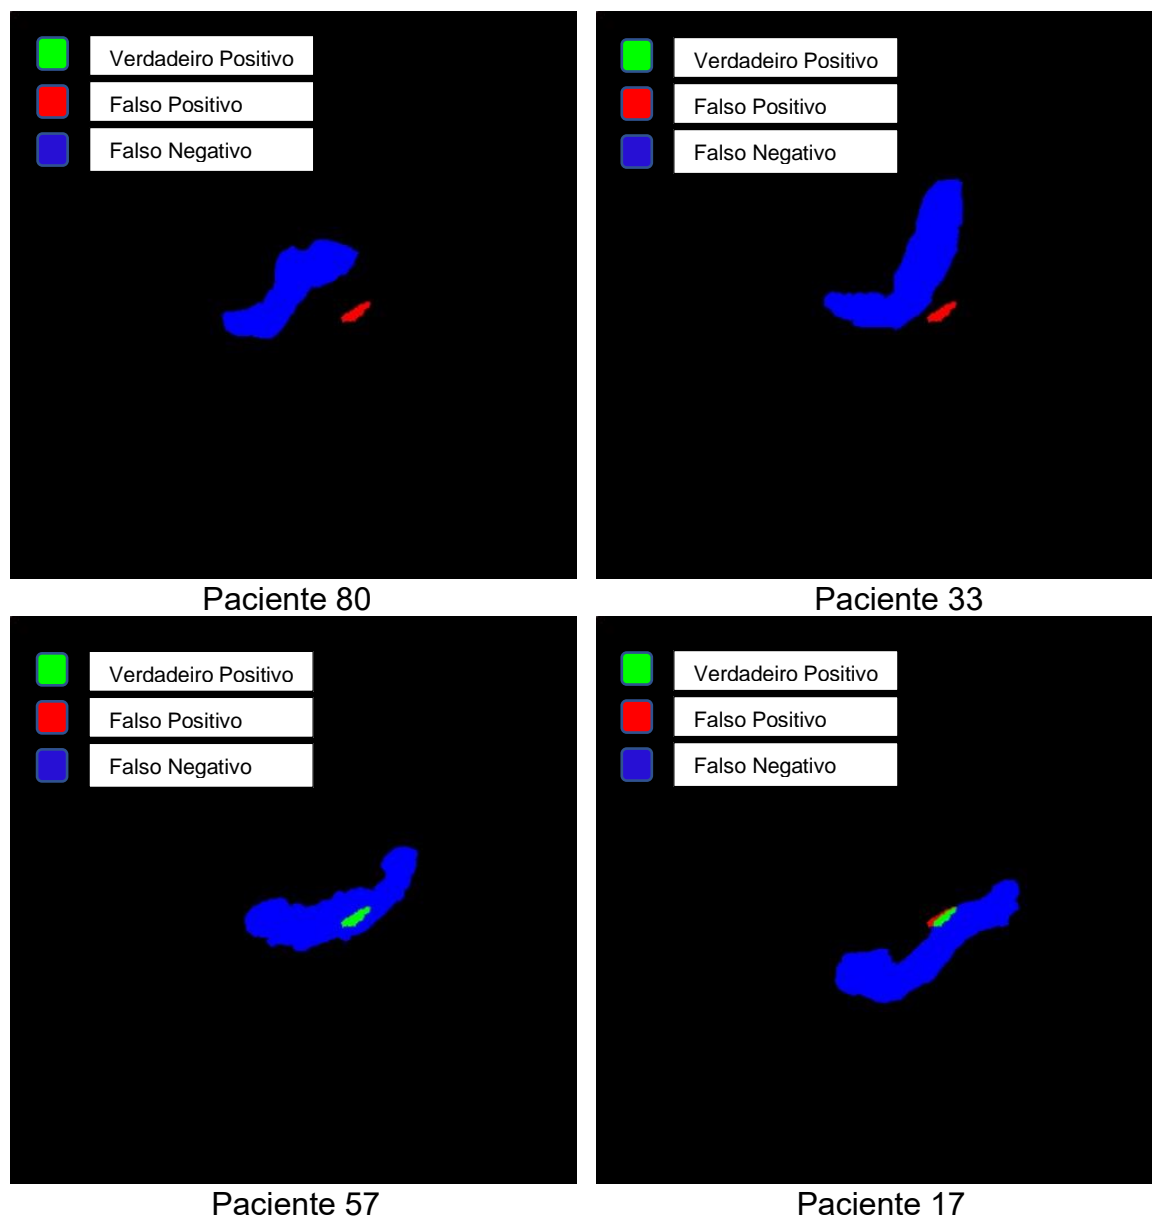 Verdadeiro Positivo
Falso Positivo
Falso Negativo
Verdadeiro Positivo
Falso Positivo
Falso Negativo
Paciente 80
Paciente 33
Verdadeiro Positivo
Falso Positivo
Falso Negativo
Verdadeiro Positivo
Falso Positivo
Falso Negativo
Paciente 57
Paciente 17